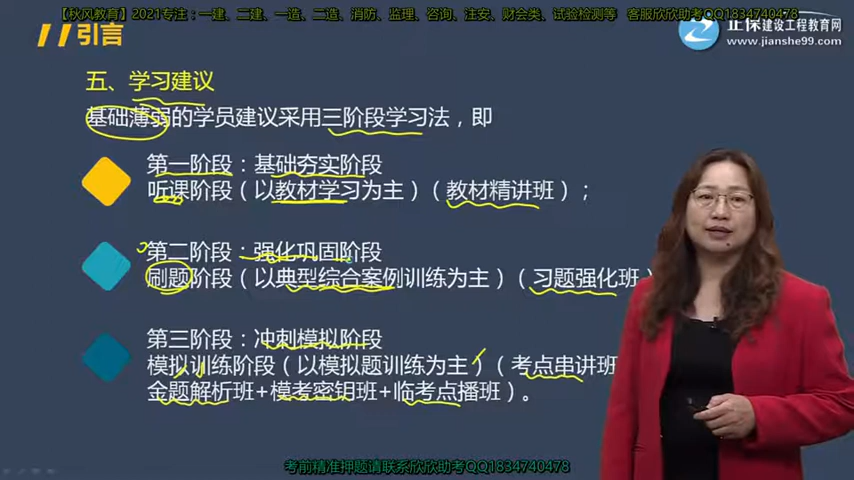 【秋风教育】2021专注：一建、二建、一造、二造、消防、监理、咨询、注安、财会类、试验检测等 客服欣欣助考QQ1834740478
引言
正保建设工程教育网
www.jianshe99.com
五、学习建议
基础薄弱的学员建议采用三阶段学习法，即
第一阶段：基础夯实阶段
听课阶段（以教材学习为主）（教材精讲班）；
第二阶段：强化巩固阶段
刷题阶段（以典型综合案例训练为主）（习题强化班）
第三阶段：冲刺模拟阶段
模拟训练阶段（以模拟题训练为主）（考点串讲班
金题解析班+模考密钥班+临考点播班）。
考前精准押题请联系欣欣助考QQ1834740478